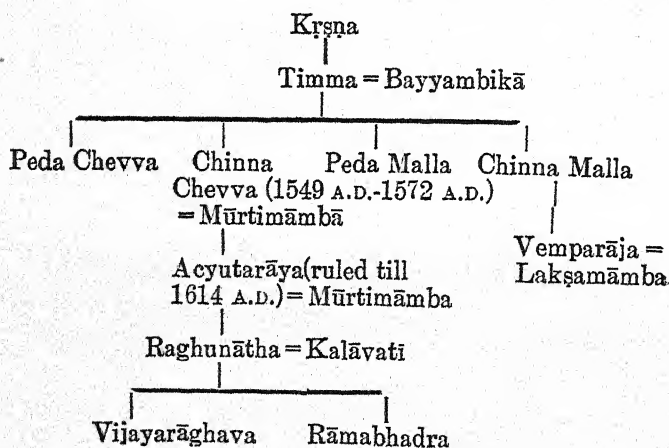 Kṛṣṇa
Timma = Bayyambikā
Peda Chevva Chinna Peda Malla Chinna Malla
Chevva (1549 A.D.-1572 A.D.)
= Mūrtimāmbā
Vemparāja =
Lakṣamāmba
Acyutarāya(ruled till
1614 A.D.) = Mūrtimāmba
Raghunātha = Kalāvatī
Vijayarāghava Rāmabhadra